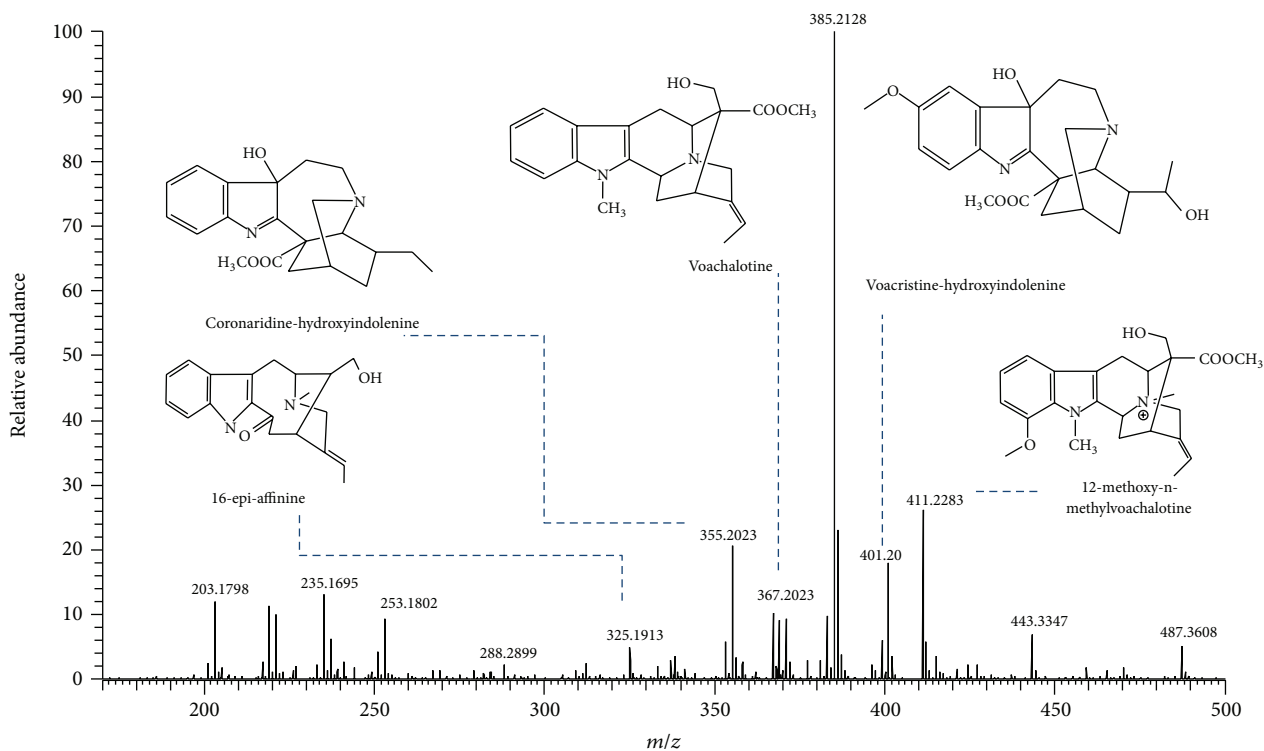 385.2128
100
90
80
70
60
50
40
30
20
10
0
Relative abundance
HO
N
N
H₃COOC
Coronaridine-hydroxyindolenine
OH
N
N
O
16-epi-affinine
HO
COOCH₃
N
N
CH₃
Voachalotine
HO
O
N
N
H₃COOC
OH
Voacristine-hydroxyindolenine
HO
COOCH₃
N
⊕
N
O
CH₃
12-methoxy-n-
methylvoachalotine
203.1798
235.1695
253.1802
288.2899
325.1913
355.2023
367.2023
401.20
411.2283
443.3347
487.3608
200
250
300
350
400
450
500
m/z